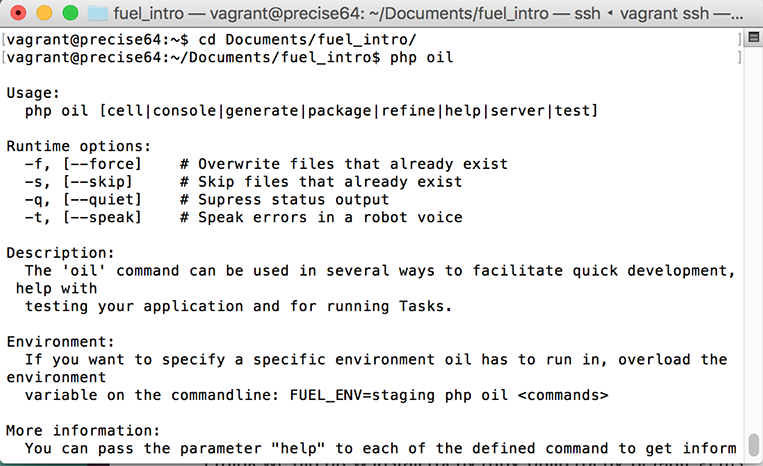 fuel_intro — vagrant@precise64: ~/Documents/fuel_intro — ssh ◂ vagrant ssh —...
[vagrant@precise64:~$ cd Documents/fuel_intro/ ]
[vagrant@precise64:~/Documents/fuel_intro$ php oil ]
Usage:
php oil [cell|console|generate|package|refine|help|server|test]
Runtime options:
-f, [--force]    # Overwrite files that already exist
-s, [--skip]     # Skip files that already exist
-q, [--quiet]    # Supress status output
-t, [--speak]    # Speak errors in a robot voice
Description:
The 'oil' command can be used in several ways to facilitate quick development,
help with
testing your application and for running Tasks.
Environment:
If you want to specify a specific environment oil has to run in, overload the
environment
variable on the commandline: FUEL_ENV=staging php oil <commands>
More information:
You can pass the parameter "help" to each of the defined command to get inform